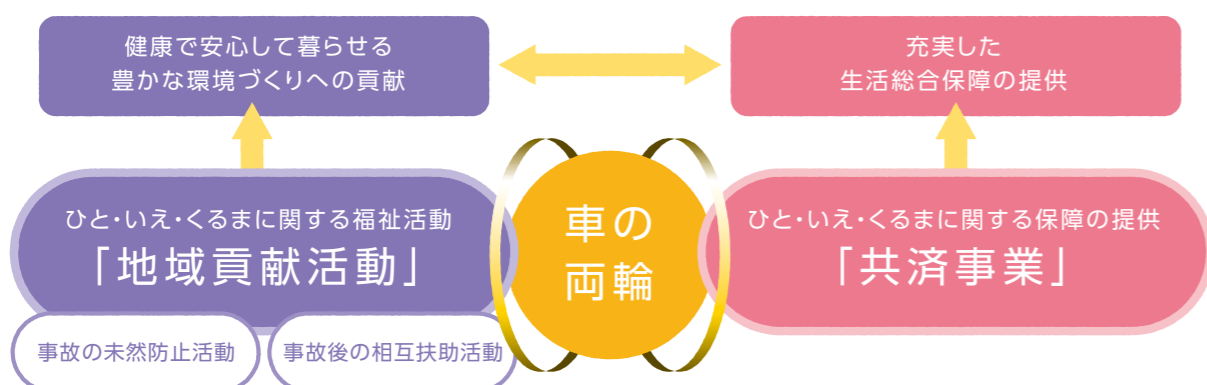 健康で安心して暮らせる
豊かな環境づくりへの貢献
充実した
生活総合保障の提供
ひと・いえ・くるまに関する福祉活動
「地域貢献活動」
車の
両輪
ひと・いえ・くるまに関する保障の提供
「共済事業」
事故の未然防止活動
事故後の相互扶助活動